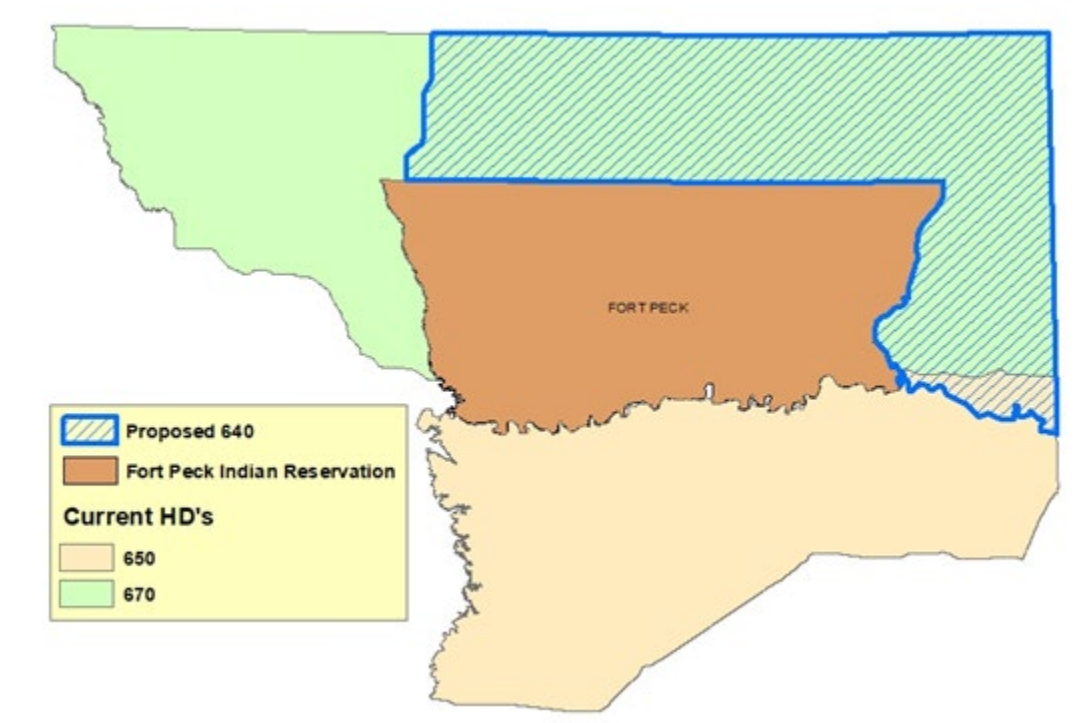 FORT PECK
Proposed 640
Fort Peck Indian Reservation
Current HD's
650
670